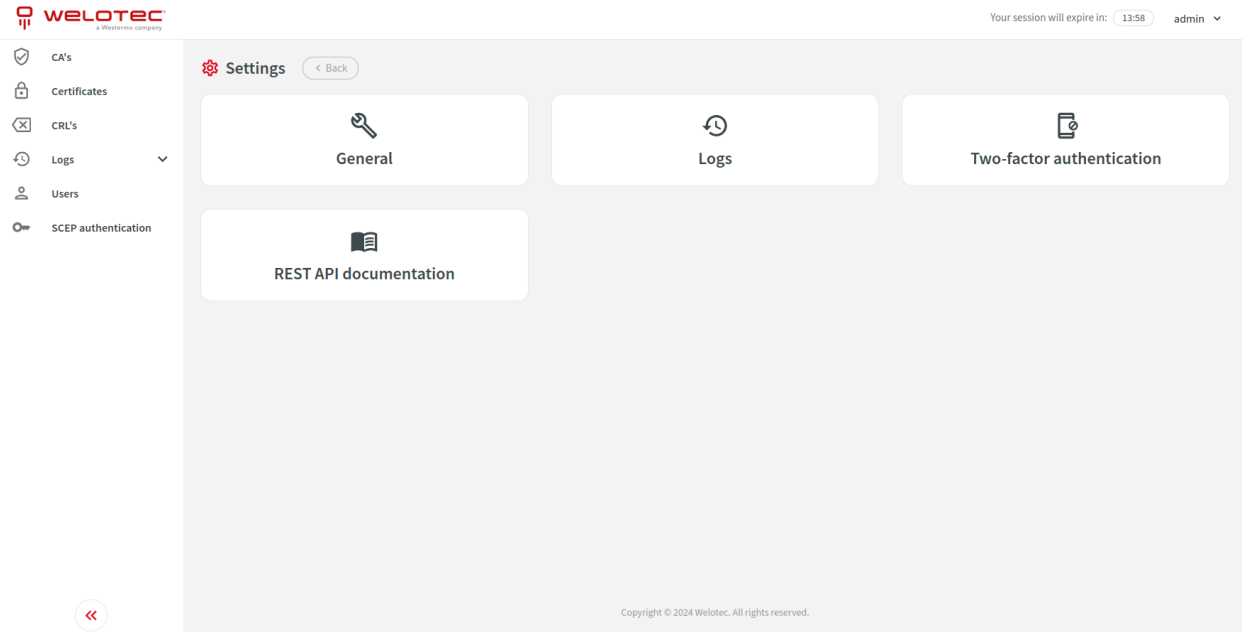 WELOTEC
a Westermo company
Your session will expire in:
13:58
admin
CA's
Certificates
CRL's
Logs
Users
SCEP authentication
Settings
Back
General
Logs
Two-factor authentication
REST API documentation
Copyright © 2024 Welotec. All rights reserved.